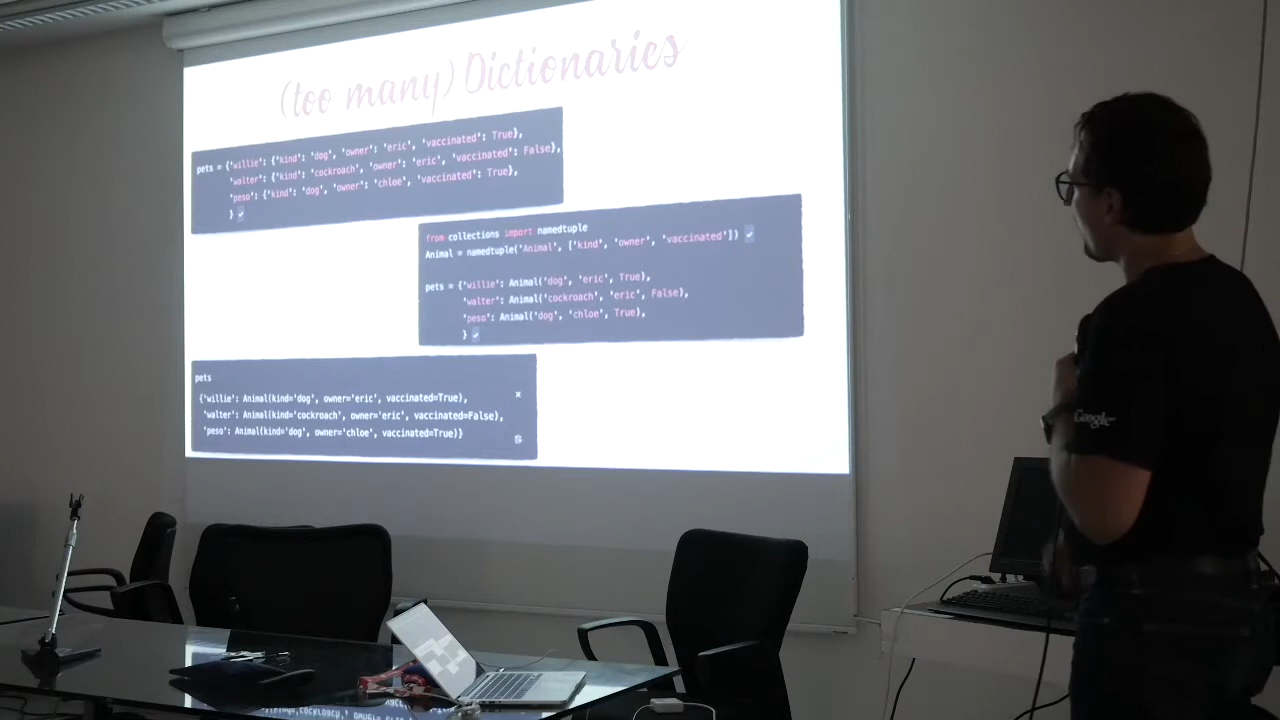 (too many) Dictionaries
pets = {'willie': {'kind': 'dog', 'owner': 'eric', 'vaccinated': True},
'walter': {'kind': 'cockroach', 'owner': 'eric', 'vaccinated': False},
'peso': {'kind': 'dog', 'owner': 'chloe', 'vaccinated': True},
}
from collections import namedtuple
Animal = namedtuple('Animal', ['kind', 'owner', 'vaccinated'])
pets = {'willie': Animal('dog', 'eric', True),
'walter': Animal('cockroach', 'eric', False),
'peso': Animal('dog', 'chloe', True),
}
pets
{'willie': Animal(kind='dog', owner='eric', vaccinated=True),
'walter': Animal(kind='cockroach', owner='eric', vaccinated=False),
'peso': Animal(kind='dog', owner='chloe', vaccinated=True)}
Google